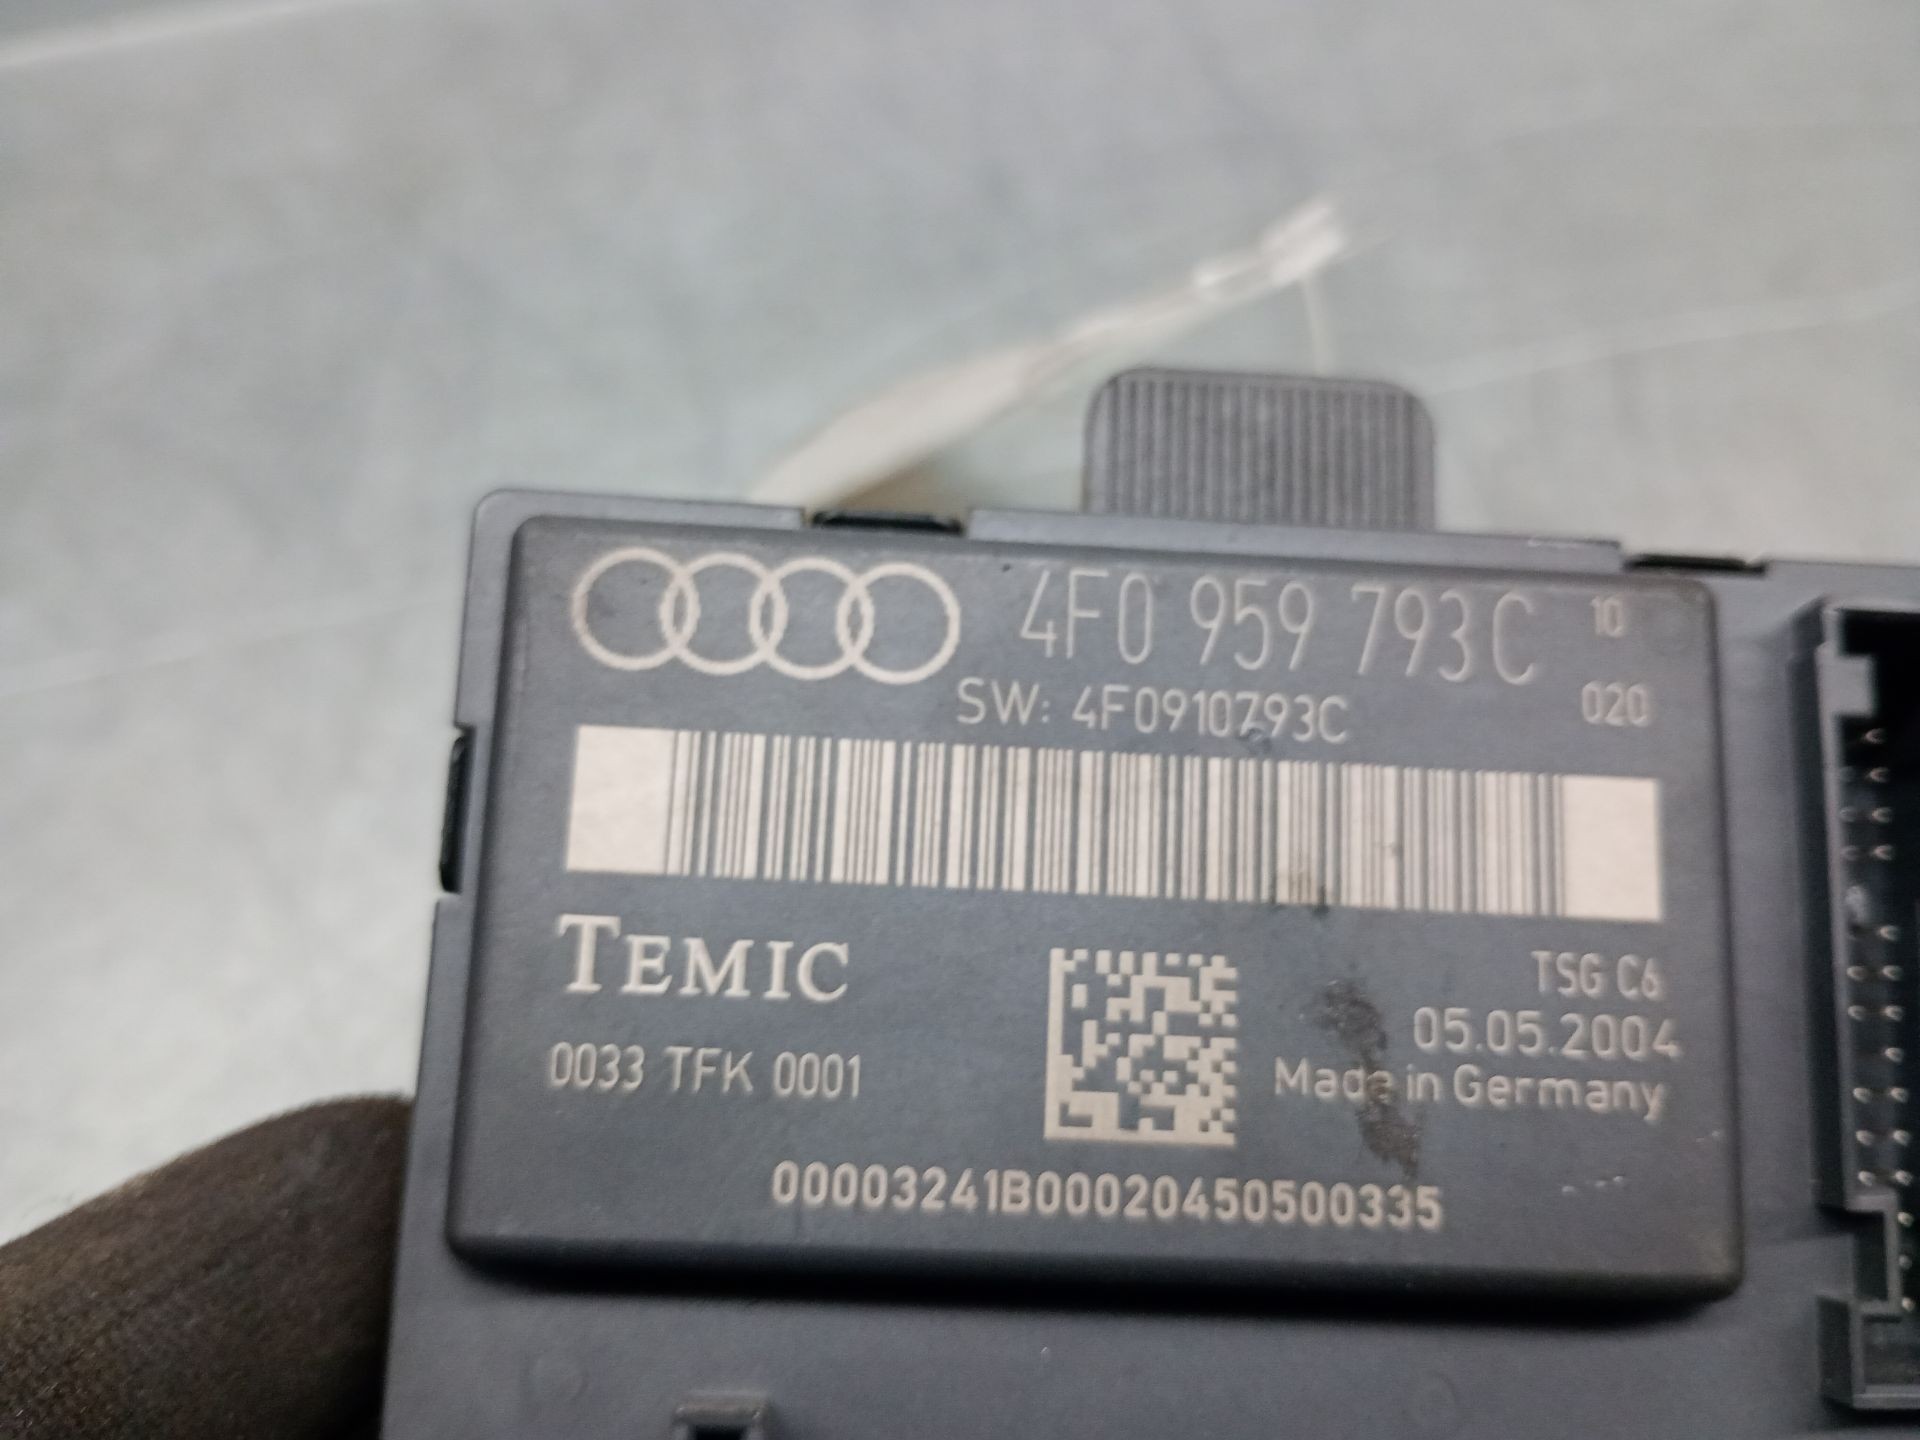 4F0 959 793 C 10
SW: 4F0910793C 020
TEMIC
TSG C6
05.05.2004
0033 TFK 0001
Made in Germany
00003241B00020450500335